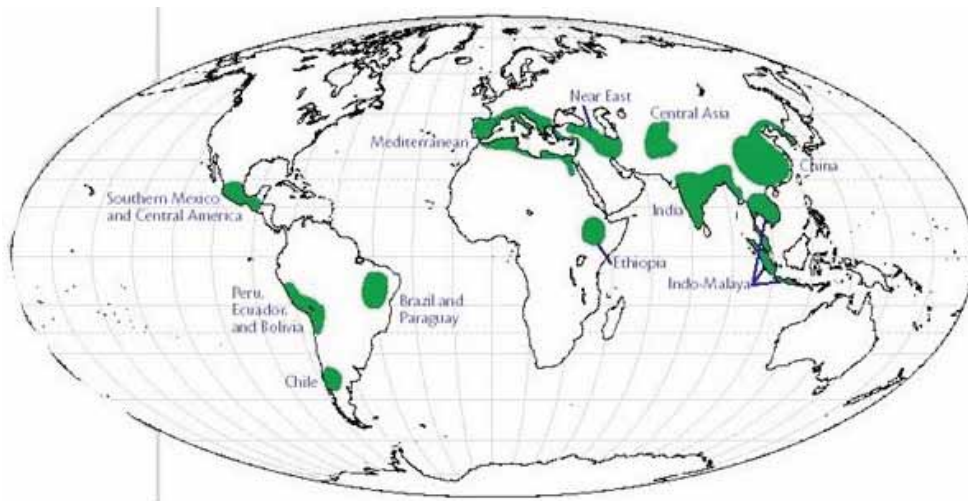 Near East
Central Asia
Mediterranean
China
Southern Mexico
and Central America
India
Ethiopia
Indo-Malaya
Peru,
Ecuador,
and Bolivia
Brazil and
Paraguay
Chile